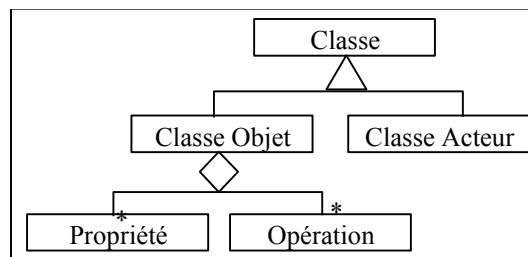 Classe
Classe Objet
Classe Acteur
* *
Propriété
Opération